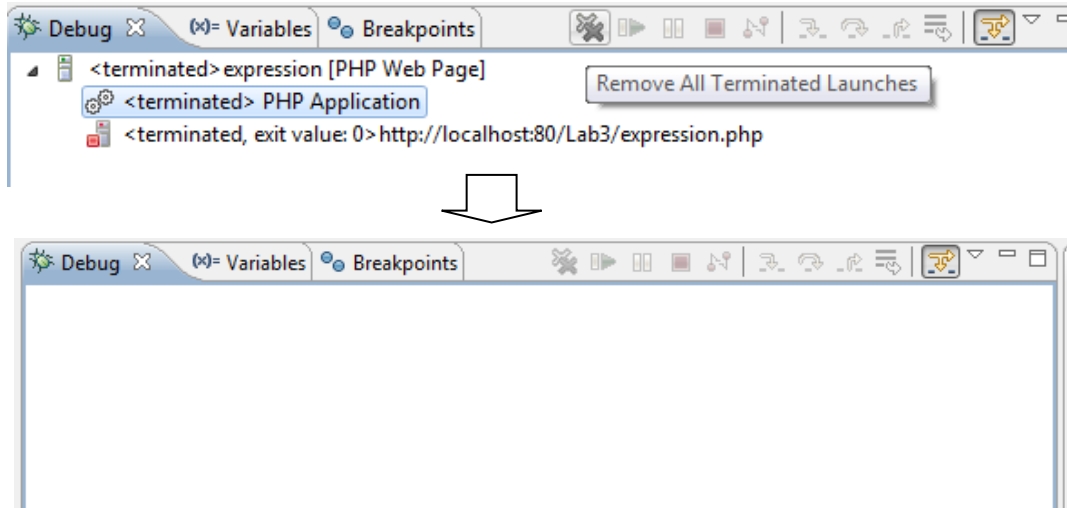 Debug (x)= Variables Breakpoints
<terminated>expression [PHP Web Page]
Remove All Terminated Launches
<terminated> PHP Application
<terminated, exit value: 0>http://localhost:80/Lab3/expression.php
Debug (x)= Variables Breakpoints